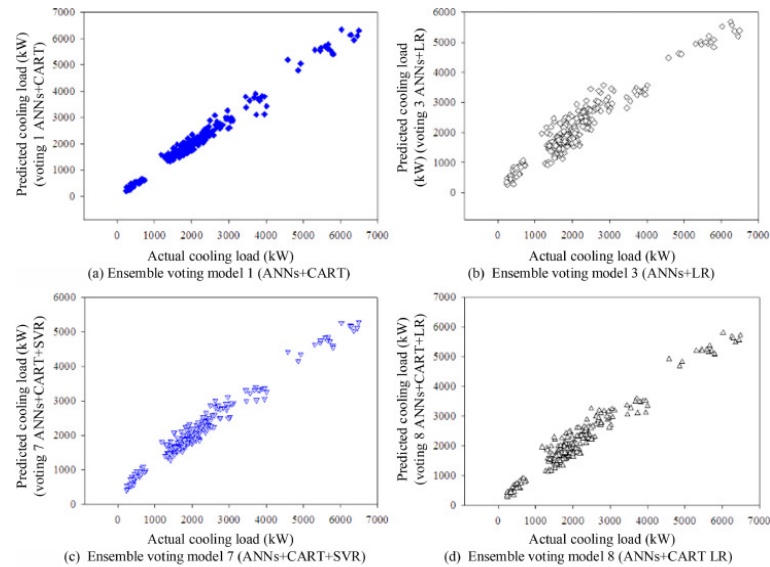 Predicted cooling load (kW)
(voting 1 ANNs+CART)
7000
6000
5000
4000
3000
2000
1000
0
0 1000 2000 3000 4000 5000 6000 7000
Actual cooling load (kW)
(a) Ensemble voting model 1 (ANNs+CART)
Predicted cooling load
(kW) (voting 3 ANNs+LR)
6000
5000
4000
3000
2000
1000
0
0 1000 2000 3000 4000 5000 6000 7000
Actual cooling load (kW)
(b) Ensemble voting model 3 (ANNs+LR)
Predicted cooling load (kW)
(voting 7 ANNs+CART+SVR)
6000
5000
4000
3000
2000
1000
0
0 1000 2000 3000 4000 5000 6000 7000
Actual cooling load (kW)
(c) Ensemble voting model 7 (ANNs+CART+SVR)
Predicted cooling load (kW)
(voting 8 ANNs+CART+LR)
7000
6000
5000
4000
3000
2000
1000
0
0 1000 2000 3000 4000 5000 6000 7000
Actual cooling load (kW)
(d) Ensemble voting model 8 (ANNs+CART LR)